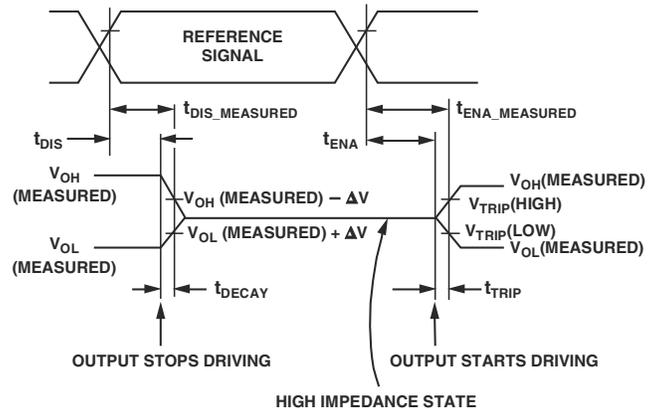 REFERENCE
SIGNAL
tDIS_MEASURED
tENA_MEASURED
tDIS
tENA
VOH
(MEASURED)
VOH (MEASURED) – ΔV
VOH(MEASURED)
VTRIP(HIGH)
VOL (MEASURED) + ΔV
VTRIP(LOW)
VOL
(MEASURED)
VOL(MEASURED)
tDECAY
tTRIP
OUTPUT STOPS DRIVING
OUTPUT STARTS DRIVING
HIGH IMPEDANCE STATE